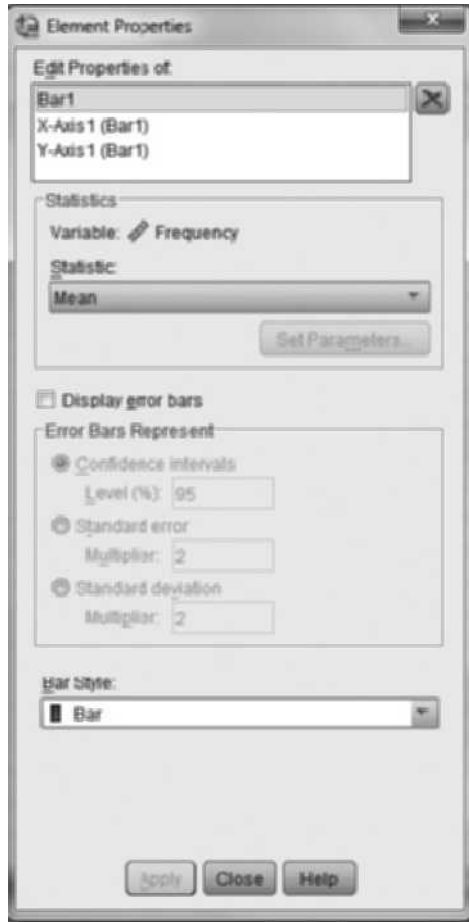 Element Properties
Edit Properties of:
Bar1
X-Axis1 (Bar1)
Y-Axis1 (Bar1)
Statistics
Variable: Frequency
Statistic:
Mean
Set Parameters...
Display error bars
Error Bars Represent
Confidence intervals
Level (%): 95
Standard error
Multiplier: 2
Standard deviation
Multiplier: 2
Bar Style:
Bar
Apply Close Help